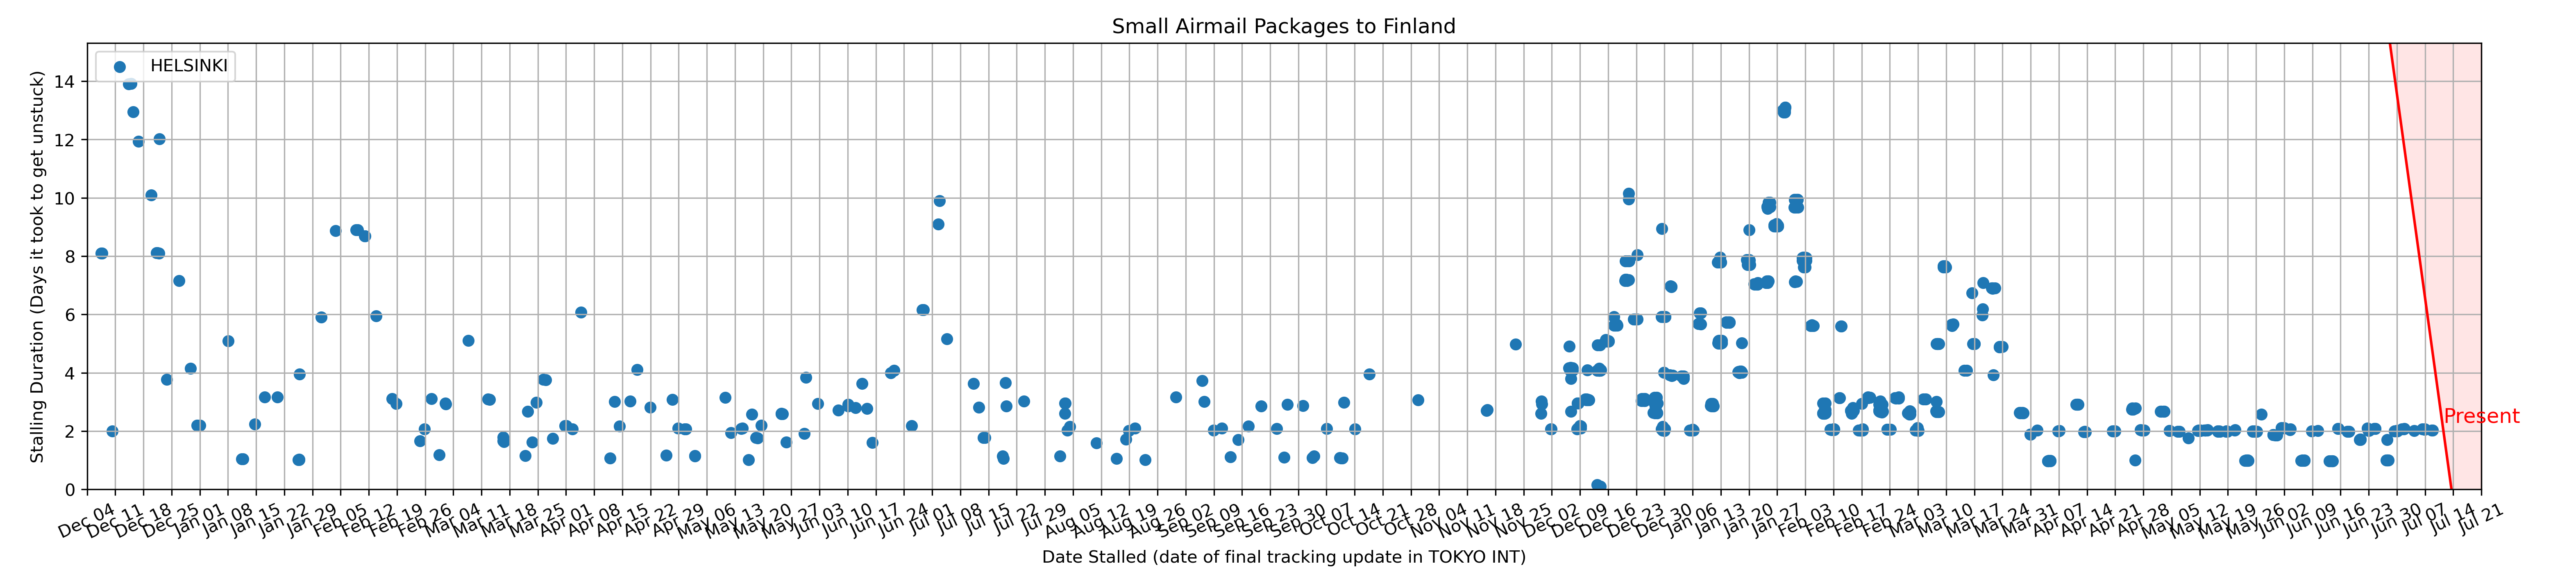 Small Airmail Packages to Finland
HELSINKI
Stalling Duration (Days it took to get unstuck)
14
12
10
8
6
4
2
0
Present
Dec 04 Dec 11 Dec 18 Dec 25 Jan 01 Jan 08 Jan 15 Jan 22 Jan 29 Feb 05 Feb 12 Feb 19 Feb 26 Mar 04 Mar 11 Mar 18 Mar 25 Apr 01 Apr 08 Apr 15 Apr 22 Apr 29 May 06 May 13 May 20 May 27 Jun 03 Jun 10 Jun 17 Jun 24 Jul 01 Jul 08 Jul 15 Jul 22 Jul 29 Aug 05 Aug 12 Aug 19 Aug 26 Sep 02 Sep 09 Sep 16 Sep 23 Sep 30 Oct 07 Oct 14 Oct 21 Oct 28 Nov 04 Nov 11 Nov 18 Nov 25 Dec 02 Dec 09 Dec 16 Dec 23 Dec 30 Jan 06 Jan 13 Jan 20 Jan 27 Feb 03 Feb 10 Feb 17 Feb 24 Mar 03 Mar 10 Mar 17 Mar 24 Mar 31 Apr 07 Apr 14 Apr 21 Apr 28 May 05 May 12 May 19 May 26 Jun 02 Jun 09 Jun 16 Jun 23 Jun 30 Jul 07 Jul 14 Jul 21
Date Stalled (date of final tracking update in TOKYO INT)